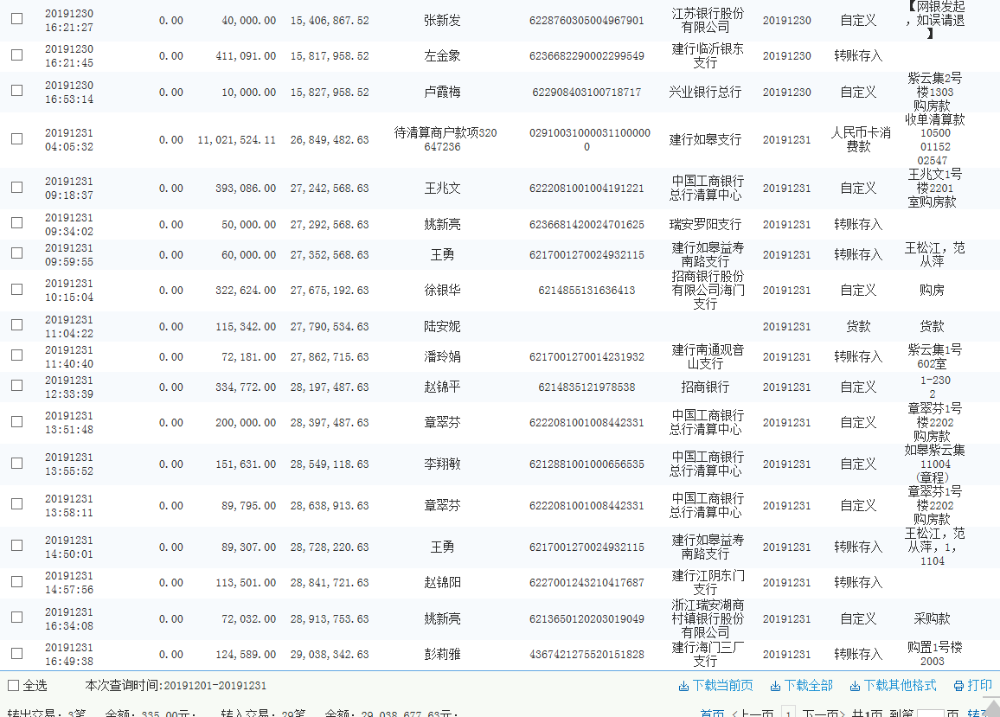 20191230 16:21:27 0.00 40,000.00 15,406,867.52 张新发 6228760305004967901 江苏银行股份有限公司 20191230 自定义 【网银发起，如误请退】
20191230 16:21:45 0.00 411,091.00 15,817,958.52 左金象 6236682290002299549 建行临沂银东支行 20191230 转账存入
20191230 16:53:14 0.00 10,000.00 15,827,958.52 卢霞梅 622908403100718717 兴业银行总行 20191230 自定义 紫云集2号楼1303购房款
20191231 04:05:32 0.00 11,021,524.11 26,849,482.63 待清算商户款项320647236 029100310000311000000 建行如皋支行 20191231 人民币卡消费款 收单清算款105000115202547
20191231 09:18:37 0.00 393,086.00 27,242,568.63 王兆文 6222081001004191221 中国工商银行总行清算中心 20191231 自定义 王兆文1号楼2201室购房款
20191231 09:34:02 0.00 50,000.00 27,292,568.63 姚新亮 6236681420024701625 瑞安罗阳支行 20191231 转账存入
20191231 09:59:55 0.00 60,000.00 27,352,568.63 王勇 6217001270024932115 建行如皋益寿南路支行 20191231 转账存入 王松江，范从萍
20191231 10:15:04 0.00 322,624.00 27,675,192.63 徐银华 6214855131636413 招商银行股份有限公司海门支行 20191231 自定义 购房
20191231 11:04:22 0.00 115,342.00 27,790,534.63 陆安妮 20191231 货款 货款
20191231 11:40:40 0.00 72,181.00 27,862,715.63 潘玲娟 6217001270014231932 建行南通观音山支行 20191231 转账存入 紫云集1号602室
20191231 12:33:39 0.00 334,772.00 28,197,487.63 赵锦平 6214835121978538 招商银行 20191231 自定义 1-2302
20191231 13:51:48 0.00 200,000.00 28,397,487.63 章翠芬 6222081001008442331 中国工商银行总行清算中心 20191231 自定义 章翠芬1号楼2202购房款
20191231 13:55:52 0.00 151,631.00 28,549,118.63 李翔敏 6212881001000656535 中国工商银行总行清算中心 20191231 自定义 如皋紫云集11004（章程）
20191231 13:58:11 0.00 89,795.00 28,638,913.63 章翠芬 6222081001008442331 中国工商银行总行清算中心 20191231 自定义 章翠芬1号楼2202购房款
20191231 14:50:01 0.00 89,307.00 28,728,220.63 王勇 6217001270024932115 建行如皋益寿南路支行 20191231 转账存入 王松江，范从萍，1，1104
20191231 14:57:56 0.00 113,501.00 28,841,721.63 赵锦阳 6227001243210417687 建行江阴东门支行 20191231 转账存入
20191231 16:34:08 0.00 72,032.00 28,913,753.63 姚新亮 6213650120203019049 浙江瑞安湖商村镇银行股份有限公司 20191231 自定义 采购款
20191231 16:49:38 0.00 124,589.00 29,038,342.63 彭莉雅 4367421275520151828 建行海门三厂支行 20191231 转账存入 购置1号楼2003
全选 本次查询时间:20191201-20191231 下载当前页 下载全部 下载其他格式 打印
转出交易：3笔 金额：335.00元； 转入交易：29笔 金额：29,038,677.63元； 首页 上一页 1 下一页 共1页 到第 页